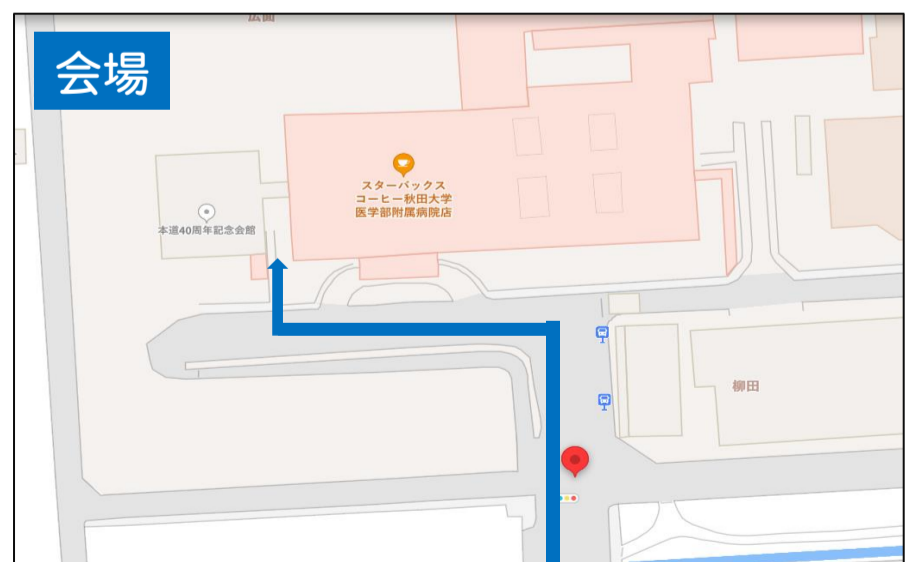 会場
スターバックス
コーヒー秋田大学
医学部附属病院店
本道40周年記念会館
柳田